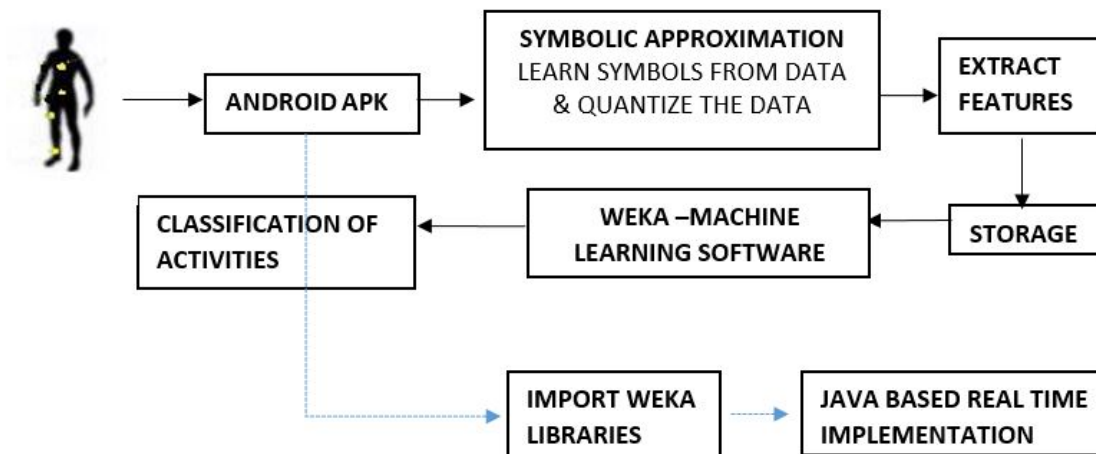 ANDROID APK
SYMBOLIC APPROXIMATION
LEARN SYMBOLS FROM DATA
& QUANTIZE THE DATA
EXTRACT
FEATURES
STORAGE
WEKA –MACHINE
LEARNING SOFTWARE
CLASSIFICATION OF
ACTIVITIES
IMPORT WEKA
LIBRARIES
JAVA BASED REAL TIME
IMPLEMENTATION